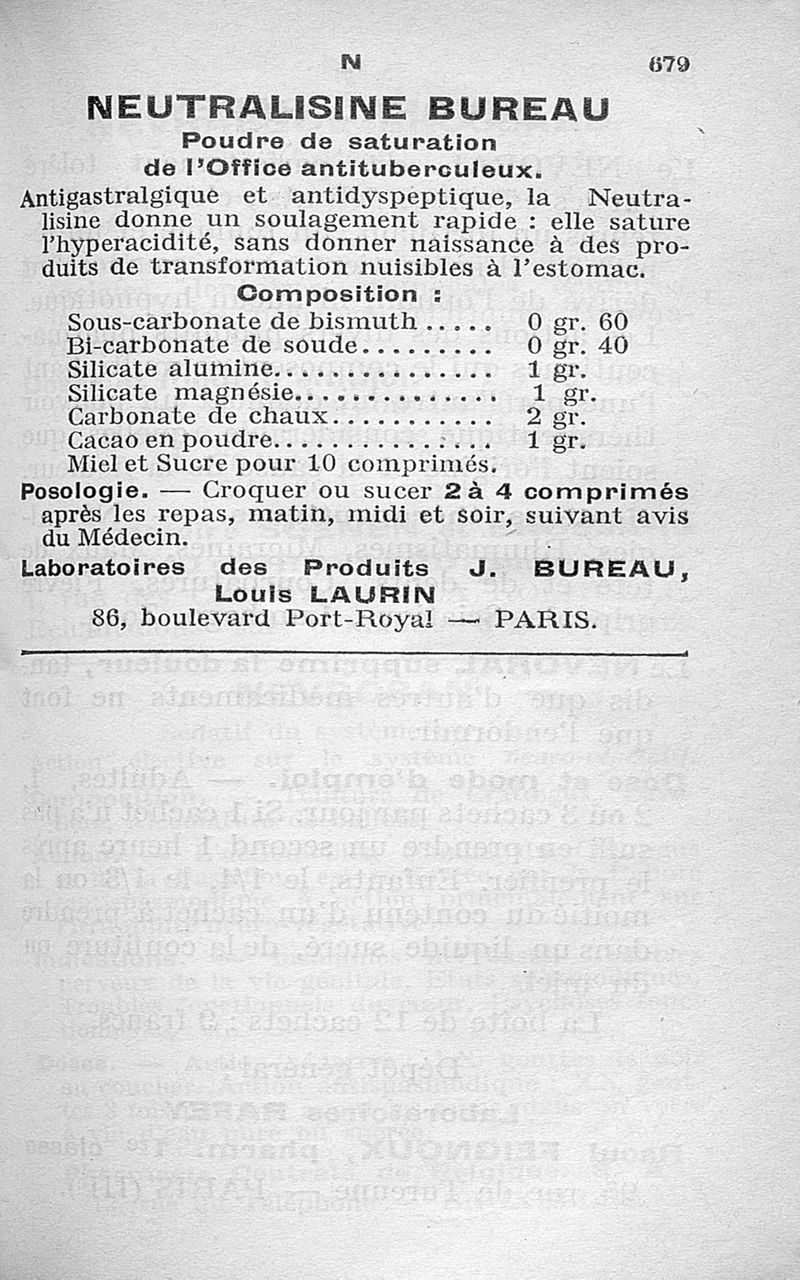 N 679
NEUTRALISINE BUREAU
Poudre de saturation
de l'Office antituberculeux.
Antigastralgique et antidyspeptique, la Neutra-
lisine donne un soulagement rapide : elle sature
l'hyperacidité, sans donner naissance à des pro-
duits de transformation nuisibles à l'estomac.
Composition :
Sous-carbonate de bismuth ..... 0 gr. 60
Bi-carbonate de soude.......... 0 gr. 40
Silicate alumine................ 1 gr.
Silicate magnésie.............. 1 gr.
Carbonate de chaux............ 2 gr.
Cacao en poudre................ 1 gr.
Miel et Sucre pour 10 comprimés.
Posologie. — Croquer ou sucer 2 à 4 comprimés
après les repas, matin, midi et soir, suivant avis
du Médecin.
Laboratoires des Produits J. BUREAU,
Louis LAURIN
86, boulevard Port-Royal — PARIS.